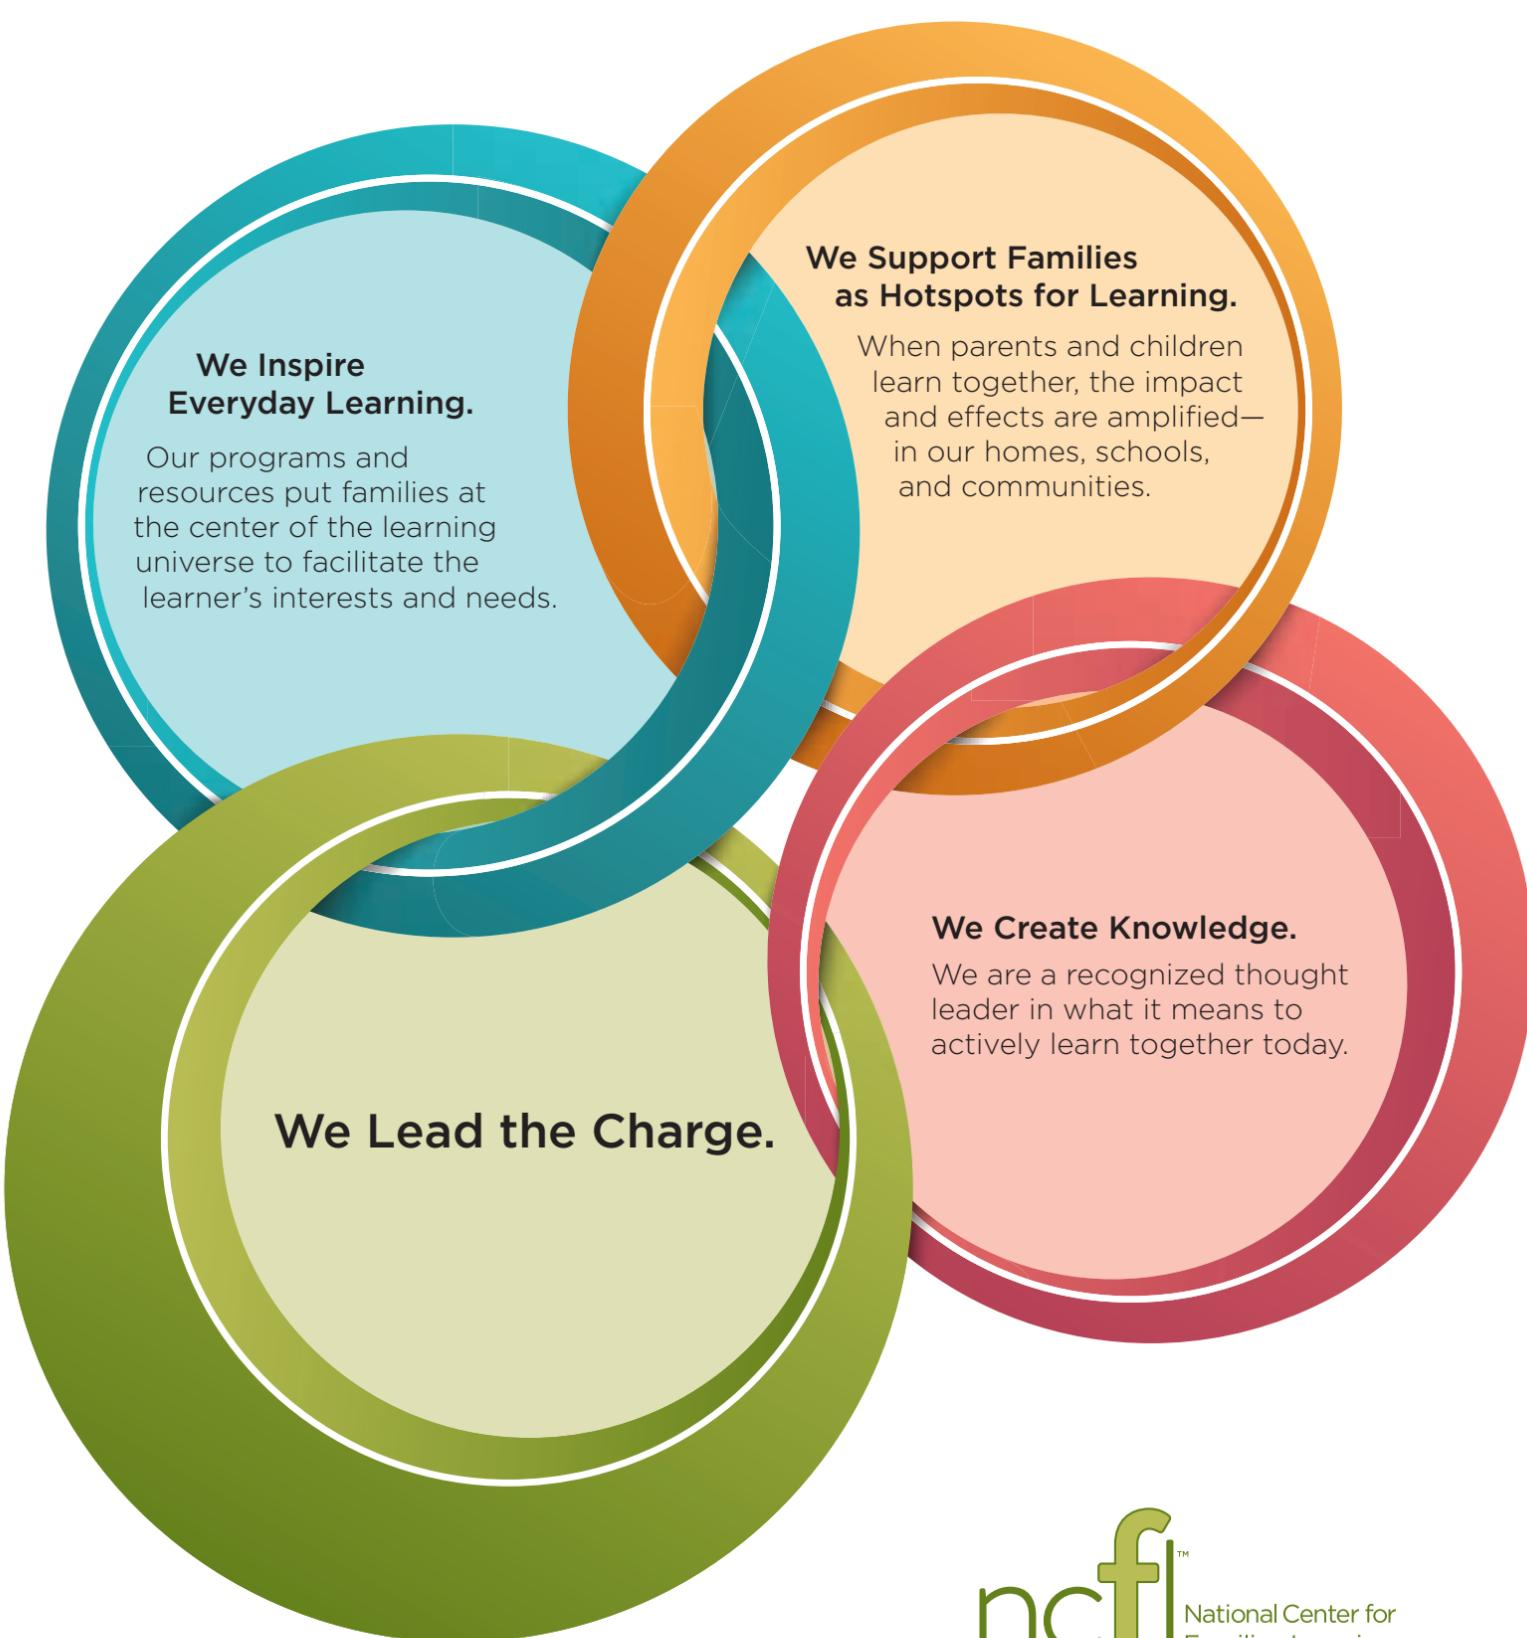 We Support Families
as Hotspots for Learning.
When parents and children
learn together, the impact
and effects are amplified—
in our homes, schools,
and communities.
We Inspire
Everyday Learning.
Our programs and
resources put families at
the center of the learning
universe to facilitate the
learner’s interests and needs.
We Create Knowledge.
We are a recognized thought
leader in what it means to
actively learn together today.
We Lead the Charge.
ncfl™
National Center for